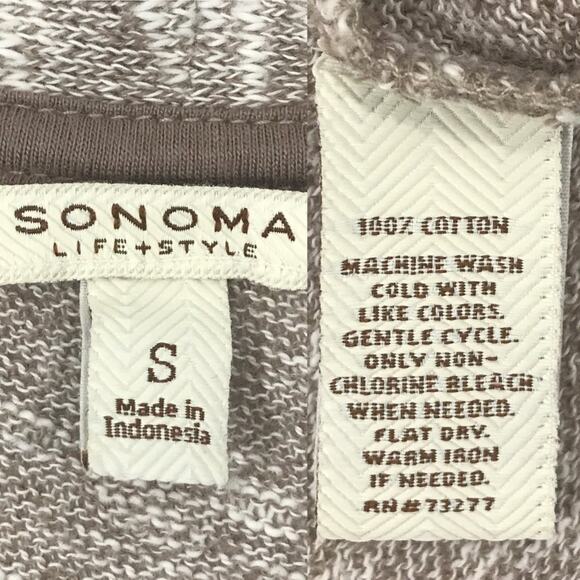 SONOMA
LIFE+STYLE
S
Made in
Indonesia
100% COTTON
MACHINE WASH
COLD WITH
LIKE COLORS.
GENTLE CYCLE.
ONLY NON-
CHLORINE BLEACH
WHEN NEEDED.
FLAT DRY.
WARM IRON
IF NEEDED.
RN#73277